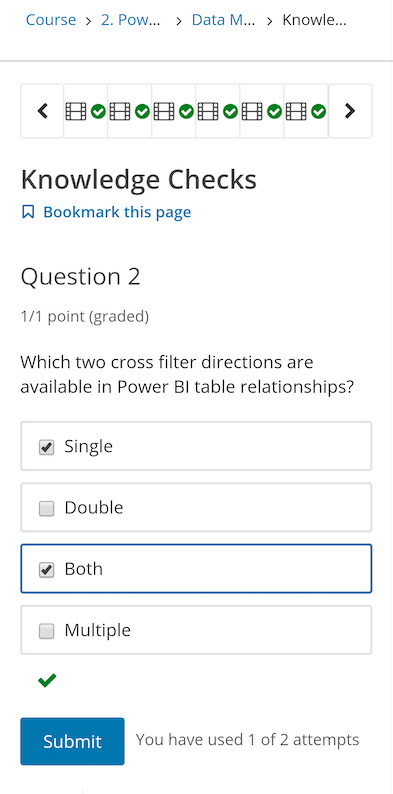 Course > 2. Pow... > Data M... > Knowle...
Knowledge Checks
Bookmark this page
Question 2
1/1 point (graded)
Which two cross filter directions are
available in Power BI table relationships?
Single
Double
Both
Multiple
Submit You have used 1 of 2 attempts